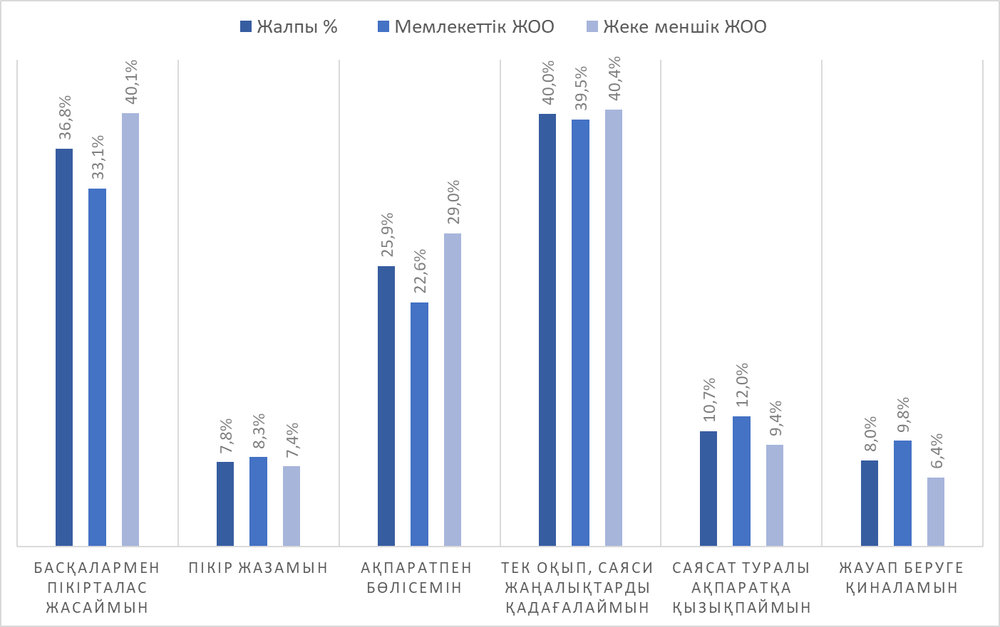 Жалпы % Мемлекеттік ЖОО Жеке меншік ЖОО
36,8%
33,1%
40,1%
7,8%
8,3%
7,4%
25,9%
22,6%
29,0%
40,0%
39,5%
40,4%
10,7%
12,0%
9,4%
8,0%
9,8%
6,4%
БАСҚАЛАРМЕН
ПІКІРТАЛАС
ЖАСАЙМЫН
ПІКІР ЖАЗАМЫН
АҚПАРАТПЕН
БӨЛІСЕМІН
ТЕК ОҚЫП, САЯСИ
ЖАҢАЛЫҚТАРДЫ
ҚАДАҒАЛАЙМЫН
САЯСАТ ТУРАЛЫ
АҚПАРАТҚА
ҚЫЗЫҚПАЙМЫН
ЖАУАП БЕРУГЕ
ҚИНАЛАМЫН